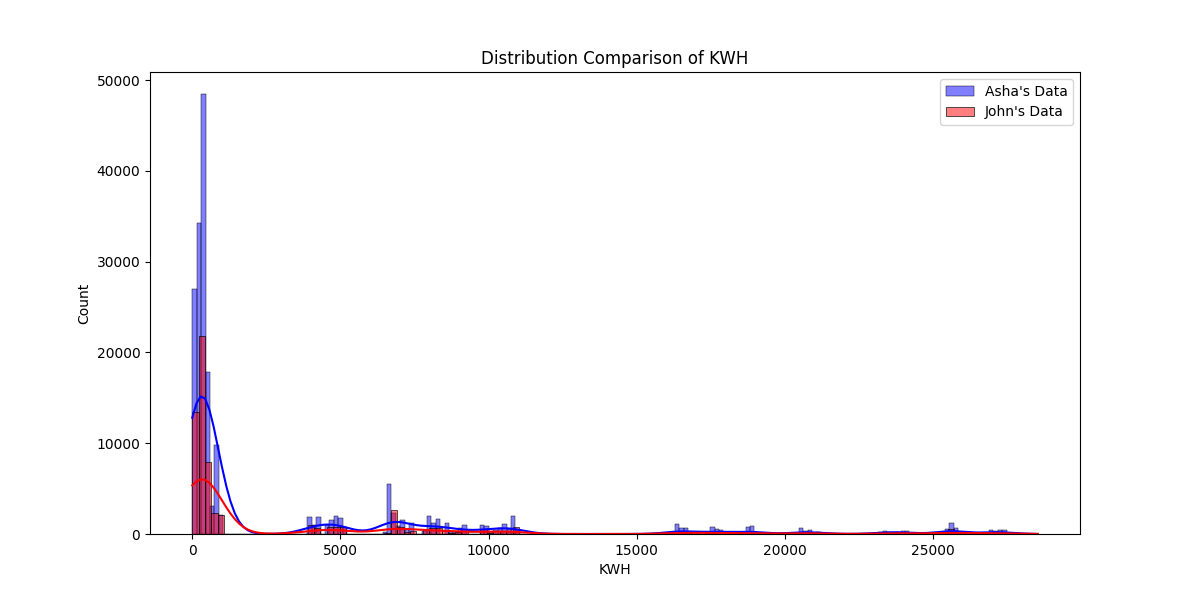 Distribution Comparison of KWH
Asha's Data
John's Data
50000
40000
30000
20000
10000
0
Count
0 5000 10000 15000 20000 25000
KWH